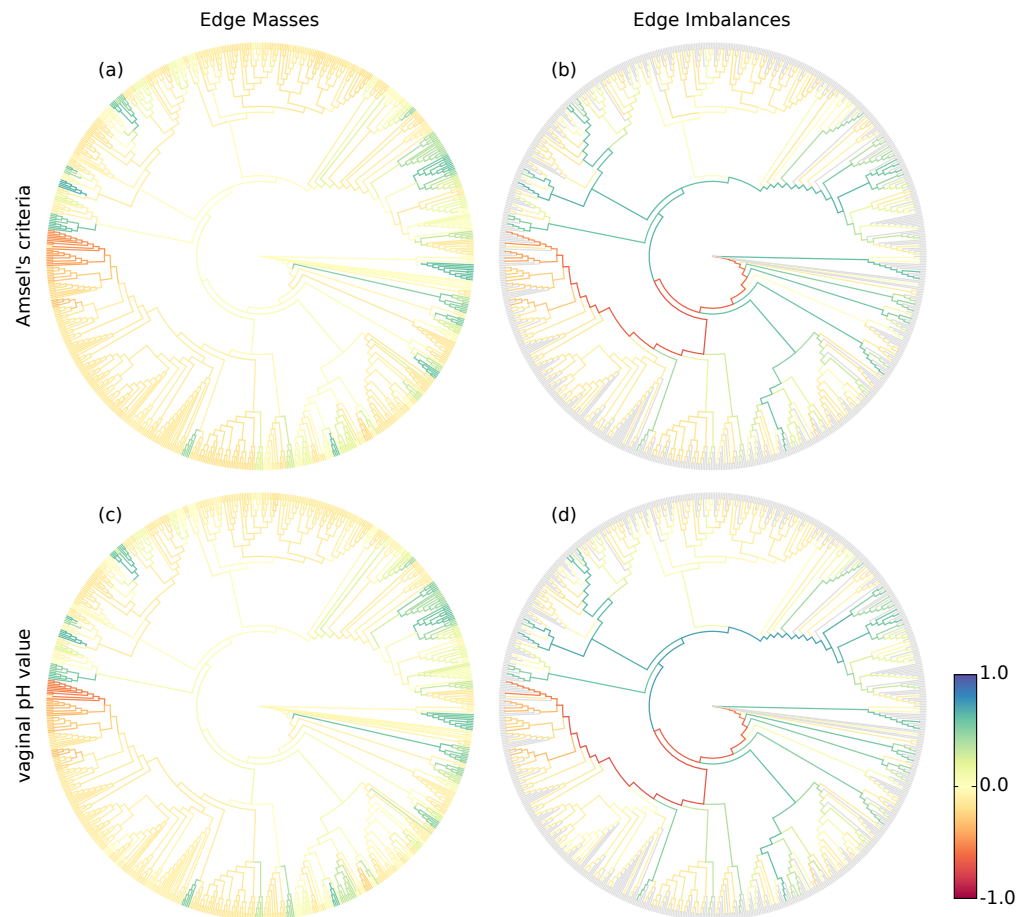 Edge Masses
Edge Imbalances
(a)
(b)
Amsel's criteria
(c)
(d)
vaginal pH value
1.0
0.0
-1.0